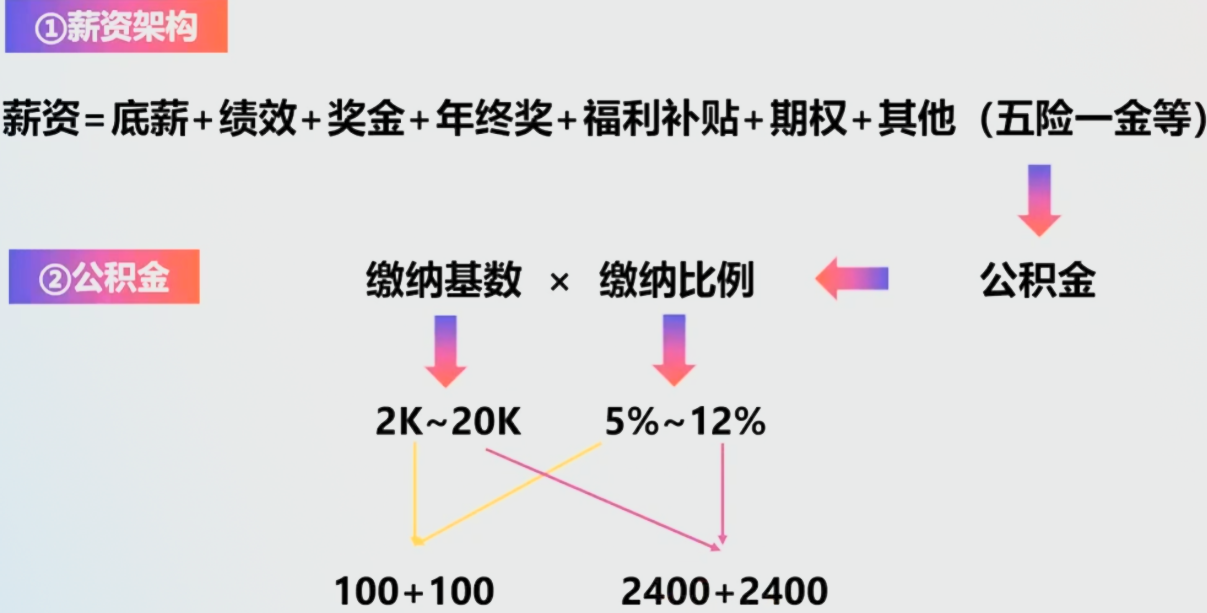 ①薪资架构
薪资=底薪+绩效+奖金+年终奖+福利补贴+期权+其他（五险一金等）
②公积金
缴纳基数 × 缴纳比例
公积金
2K~20K
5%~12%
100+100
2400+2400